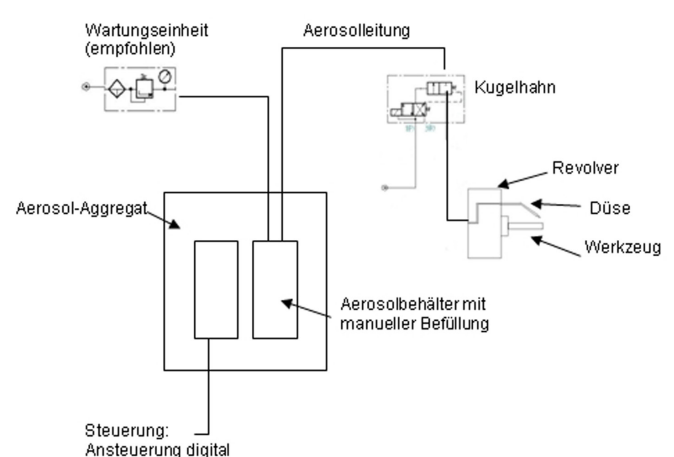 Wartungseinheit
(empfohlen)
Aerosolleitung
Kugelhahn
Revolver
Aerosol-Aggregat
Düse
Werkzeug
Aerosolbehälter mit
manueller Befüllung
Steuerung:
Ansteuerung digital